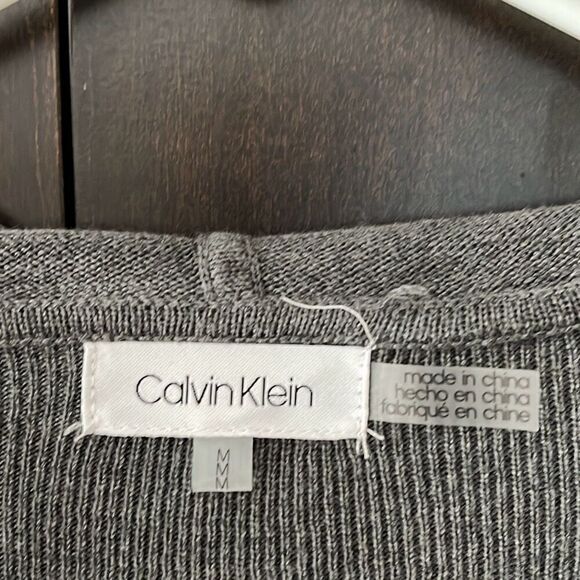 Calvin Klein
made in china
hecho en china
fabriqué en chine
M
M
M